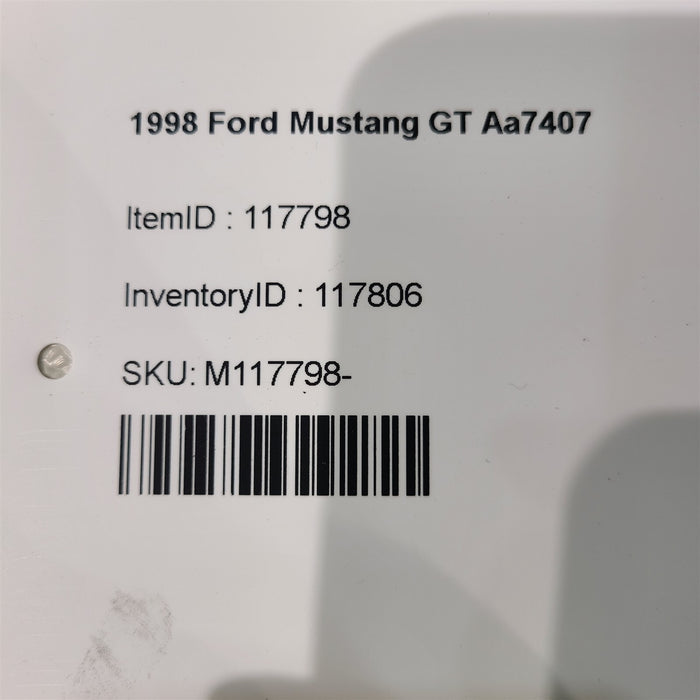 1998 Ford Mustang GT Aa7407
ItemID : 117798
InventoryID : 117806
SKU: M117798-